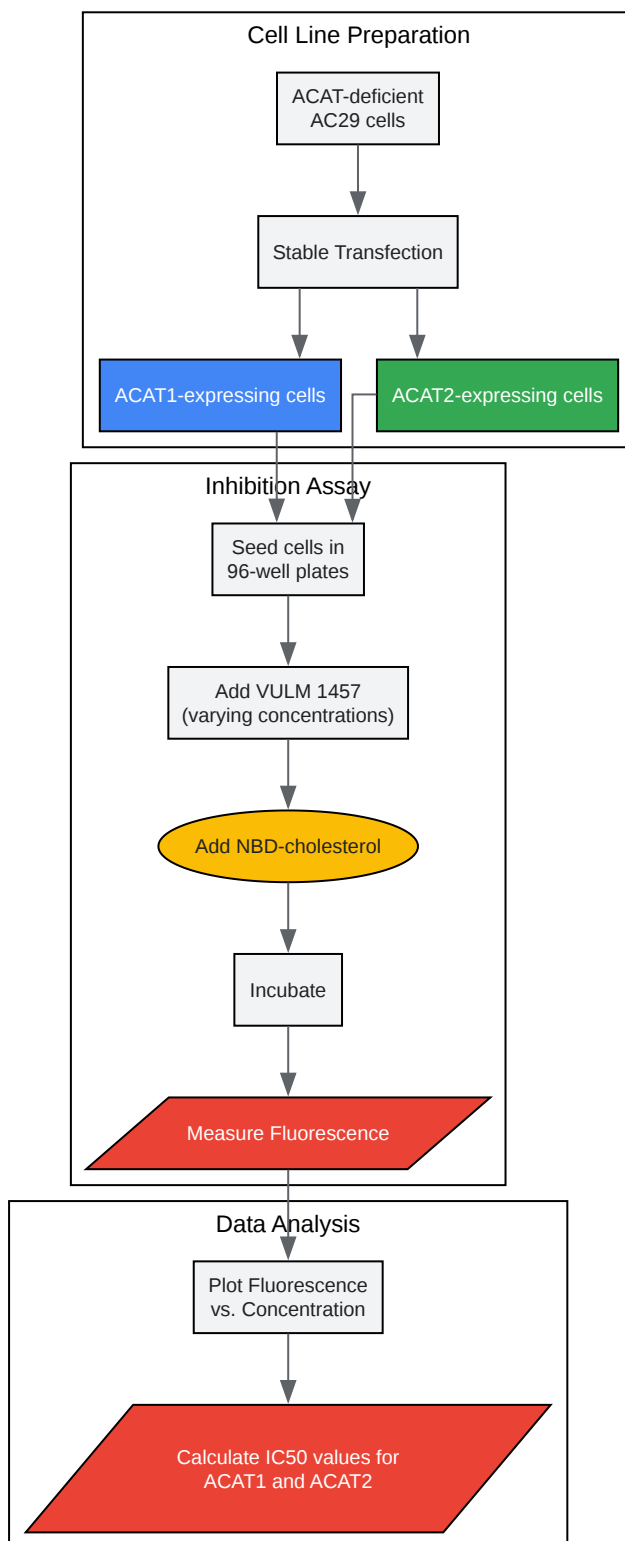 Cell Line Preparation
ACAT-deficient
AC29 cells
Stable Transfection
ACAT1-expressing cells
ACAT2-expressing cells
Inhibition Assay
Seed cells in
96-well plates
Add VULM 1457
(varying concentrations)
Add NBD-cholesterol
Incubate
Measure Fluorescence
Data Analysis
Plot Fluorescence
vs. Concentration
Calculate IC50 values for
ACAT1 and ACAT2